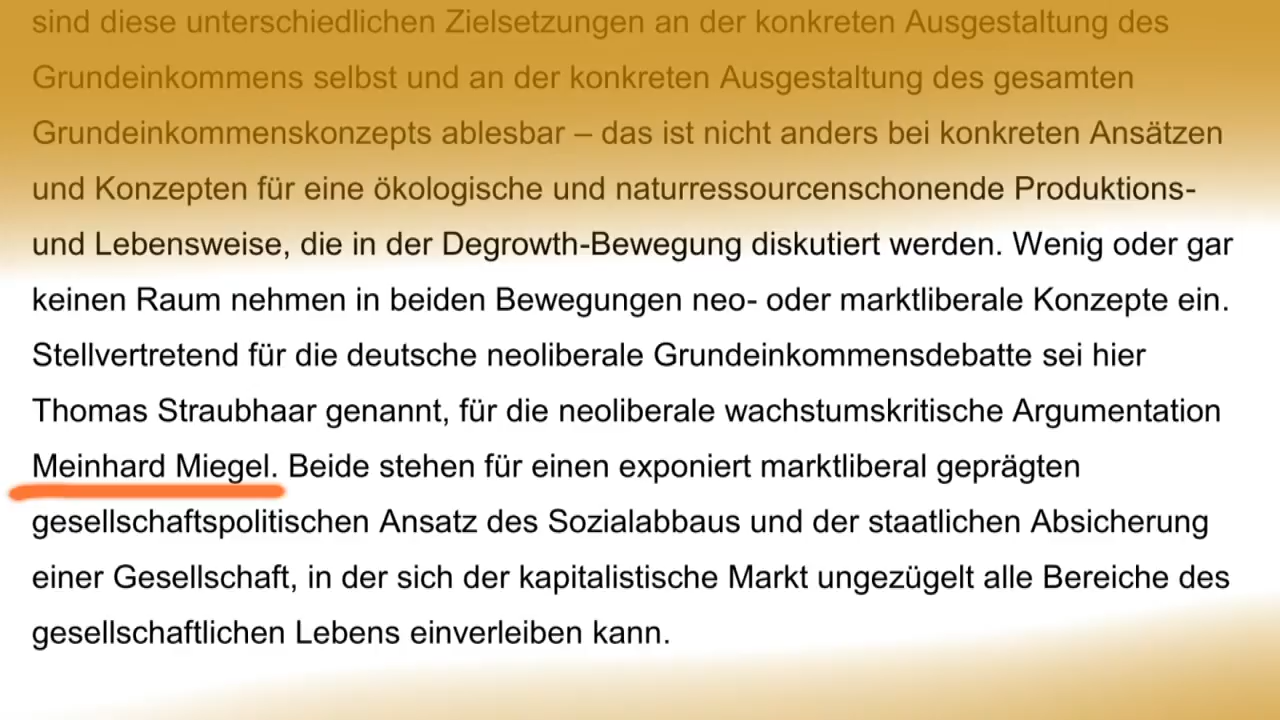 sind diese unterschiedlichen Zielsetzungen an der konkreten Ausgestaltung des
Grundeinkommens selbst und an der konkreten Ausgestaltung des gesamten
Grundeinkommenskonzepts ablesbar – das ist nicht anders bei konkreten Ansätzen
und Konzepten für eine ökologische und naturressourcenschonende Produktions-
und Lebensweise, die in der Degrowth-Bewegung diskutiert werden. Wenig oder gar
keinen Raum nehmen in beiden Bewegungen neo- oder marktliberale Konzepte ein.
Stellvertretend für die deutsche neoliberale Grundeinkommensdebatte sei hier
Thomas Straubhaar genannt, für die neoliberale wachstumskritische Argumentation
Meinhard Miegel. Beide stehen für einen exponiert marktliberal geprägten
gesellschaftspolitischen Ansatz des Sozialabbaus und der staatlichen Absicherung
einer Gesellschaft, in der sich der kapitalistische Markt ungezügelt alle Bereiche des
gesellschaftlichen Lebens einverleiben kann.